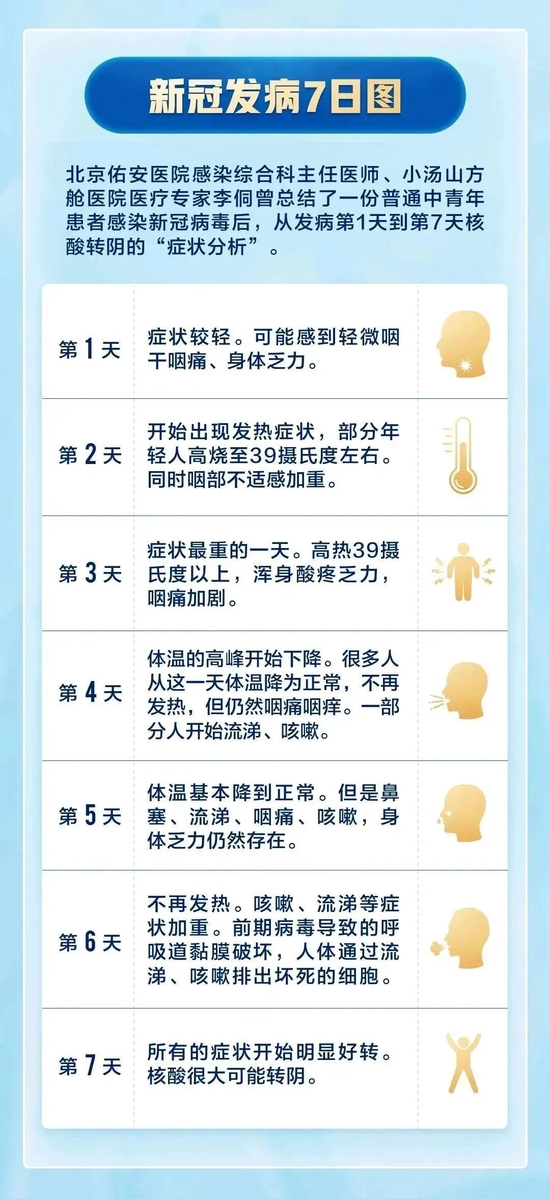 新冠发病7日图
北京佑安医院感染综合科主任医师、小汤山方
舱医院医疗专家李侗曾总结了一份普通中青年
患者感染新冠病毒后，从发病第1天到第7天核
酸转阴的“症状分析”。
第1天
症状较轻。可能感到轻微咽
干咽痛、身体乏力。
第2天
开始出现发热症状，部分年
轻人高烧至39摄氏度左右。
同时咽部不适感加重。
第3天
症状最重的一天。高热39摄
氏度以上，浑身酸疼乏力，
咽痛加剧。
第4天
体温的高峰开始下降。很多人
从这一天体温降为正常，不再
发热，但仍然咽痛咽痒。一部
分人开始流涕、咳嗽。
第5天
体温基本降到正常。但是鼻
塞、流涕、咽痛、咳嗽，身
体乏力仍然存在。
第6天
不再发热。咳嗽、流涕等症
状加重。前期病毒导致的呼
吸道黏膜破坏，人体通过流
涕、咳嗽排出坏死的细胞。
第7天
所有的症状开始明显好转。
核酸很大可能转阴。